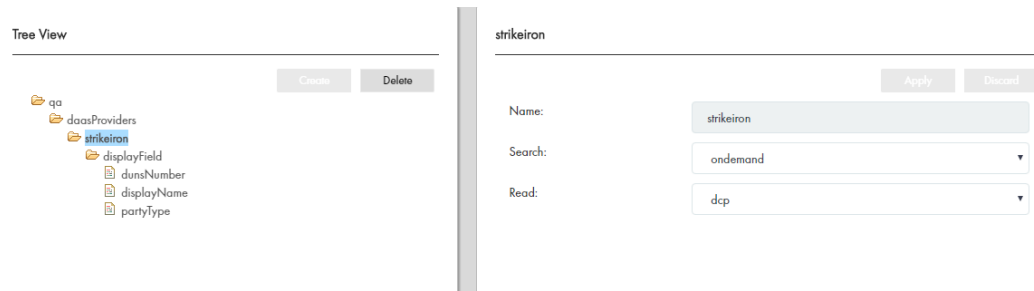 Tree View
Create
Delete
qa
daasProviders
strikeiron
displayField
dunsNumber
displayName
partyType
strikeiron
Apply
Discard
Name:
strikeiron
Search:
ondemand
Read:
dcp